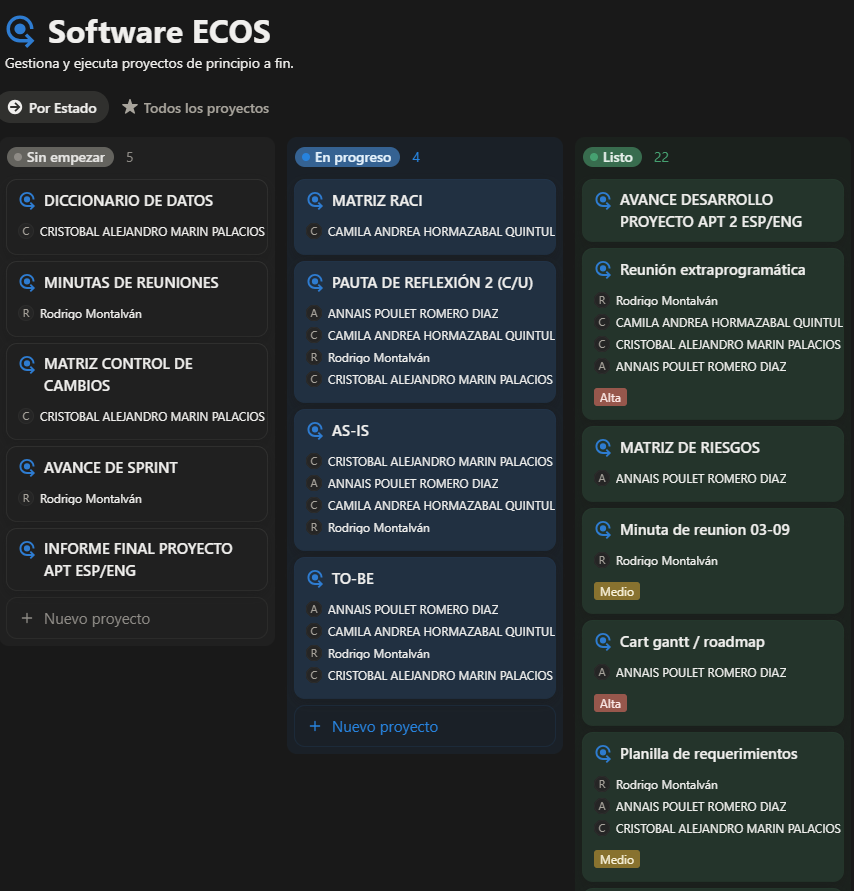 Software ECOS
Gestiona y ejecuta proyectos de principio a fin.
Por Estado
Todos los proyectos
Sin empezar 5
DICCIONARIO DE DATOS
C CRISTOBAL ALEJANDRO MARIN PALACIOS
MINUTAS DE REUNIONES
R Rodrigo Montalván
MATRIZ CONTROL DE
CAMBIOS
C CRISTOBAL ALEJANDRO MARIN PALACIOS
AVANCE DE SPRINT
R Rodrigo Montalván
INFORME FINAL PROYECTO
APT ESP/ENG
+ Nuevo proyecto
En progreso 4
MATRIZ RACI
C CAMILA ANDREA HORMAZABAL QUINTUL
PAUTA DE REFLEXIÓN 2 (C/U)
A ANNAIS POULET ROMERO DIAZ
C CAMILA ANDREA HORMAZABAL QUINTUL
R Rodrigo Montalván
C CRISTOBAL ALEJANDRO MARIN PALACIOS
AS-IS
C CRISTOBAL ALEJANDRO MARIN PALACIOS
A ANNAIS POULET ROMERO DIAZ
C CAMILA ANDREA HORMAZABAL QUINTUL
R Rodrigo Montalván
TO-BE
A ANNAIS POULET ROMERO DIAZ
C CAMILA ANDREA HORMAZABAL QUINTUL
R Rodrigo Montalván
C CRISTOBAL ALEJANDRO MARIN PALACIOS
+ Nuevo proyecto
Listo 22
AVANCE DESARROLLO
PROYECTO APT 2 ESP/ENG
Reunión extraprogramática
R Rodrigo Montalván
C CAMILA ANDREA HORMAZABAL QUINTUL
C CRISTOBAL ALEJANDRO MARIN PALACIOS
A ANNAIS POULET ROMERO DIAZ
Alta
MATRIZ DE RIESGOS
A ANNAIS POULET ROMERO DIAZ
Minuta de reunion 03-09
R Rodrigo Montalván
Medio
Cart gantt / roadmap
A ANNAIS POULET ROMERO DIAZ
Alta
Planilla de requerimientos
R Rodrigo Montalván
A ANNAIS POULET ROMERO DIAZ
C CRISTOBAL ALEJANDRO MARIN PALACIOS
Medio